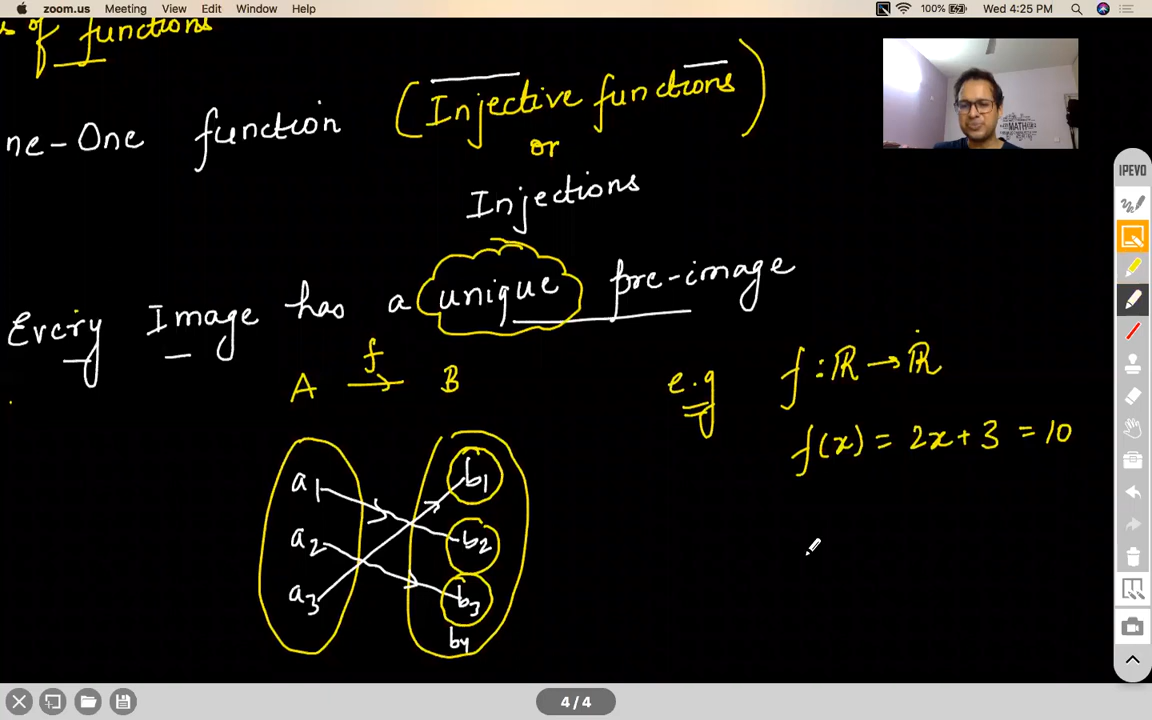 zoom.us Meeting View Edit Window Help 100% Wed 4:25 PM
s of functions
ne-One function (Injective functions)
or
Injections
Every Image has a unique pre-image
A f B
e.g f : ℝ → ℝ
f(x) = 2x+3 = 10
a1 b1
a2 b2
a3 b3
b4
4/4
IPEVO
MATH